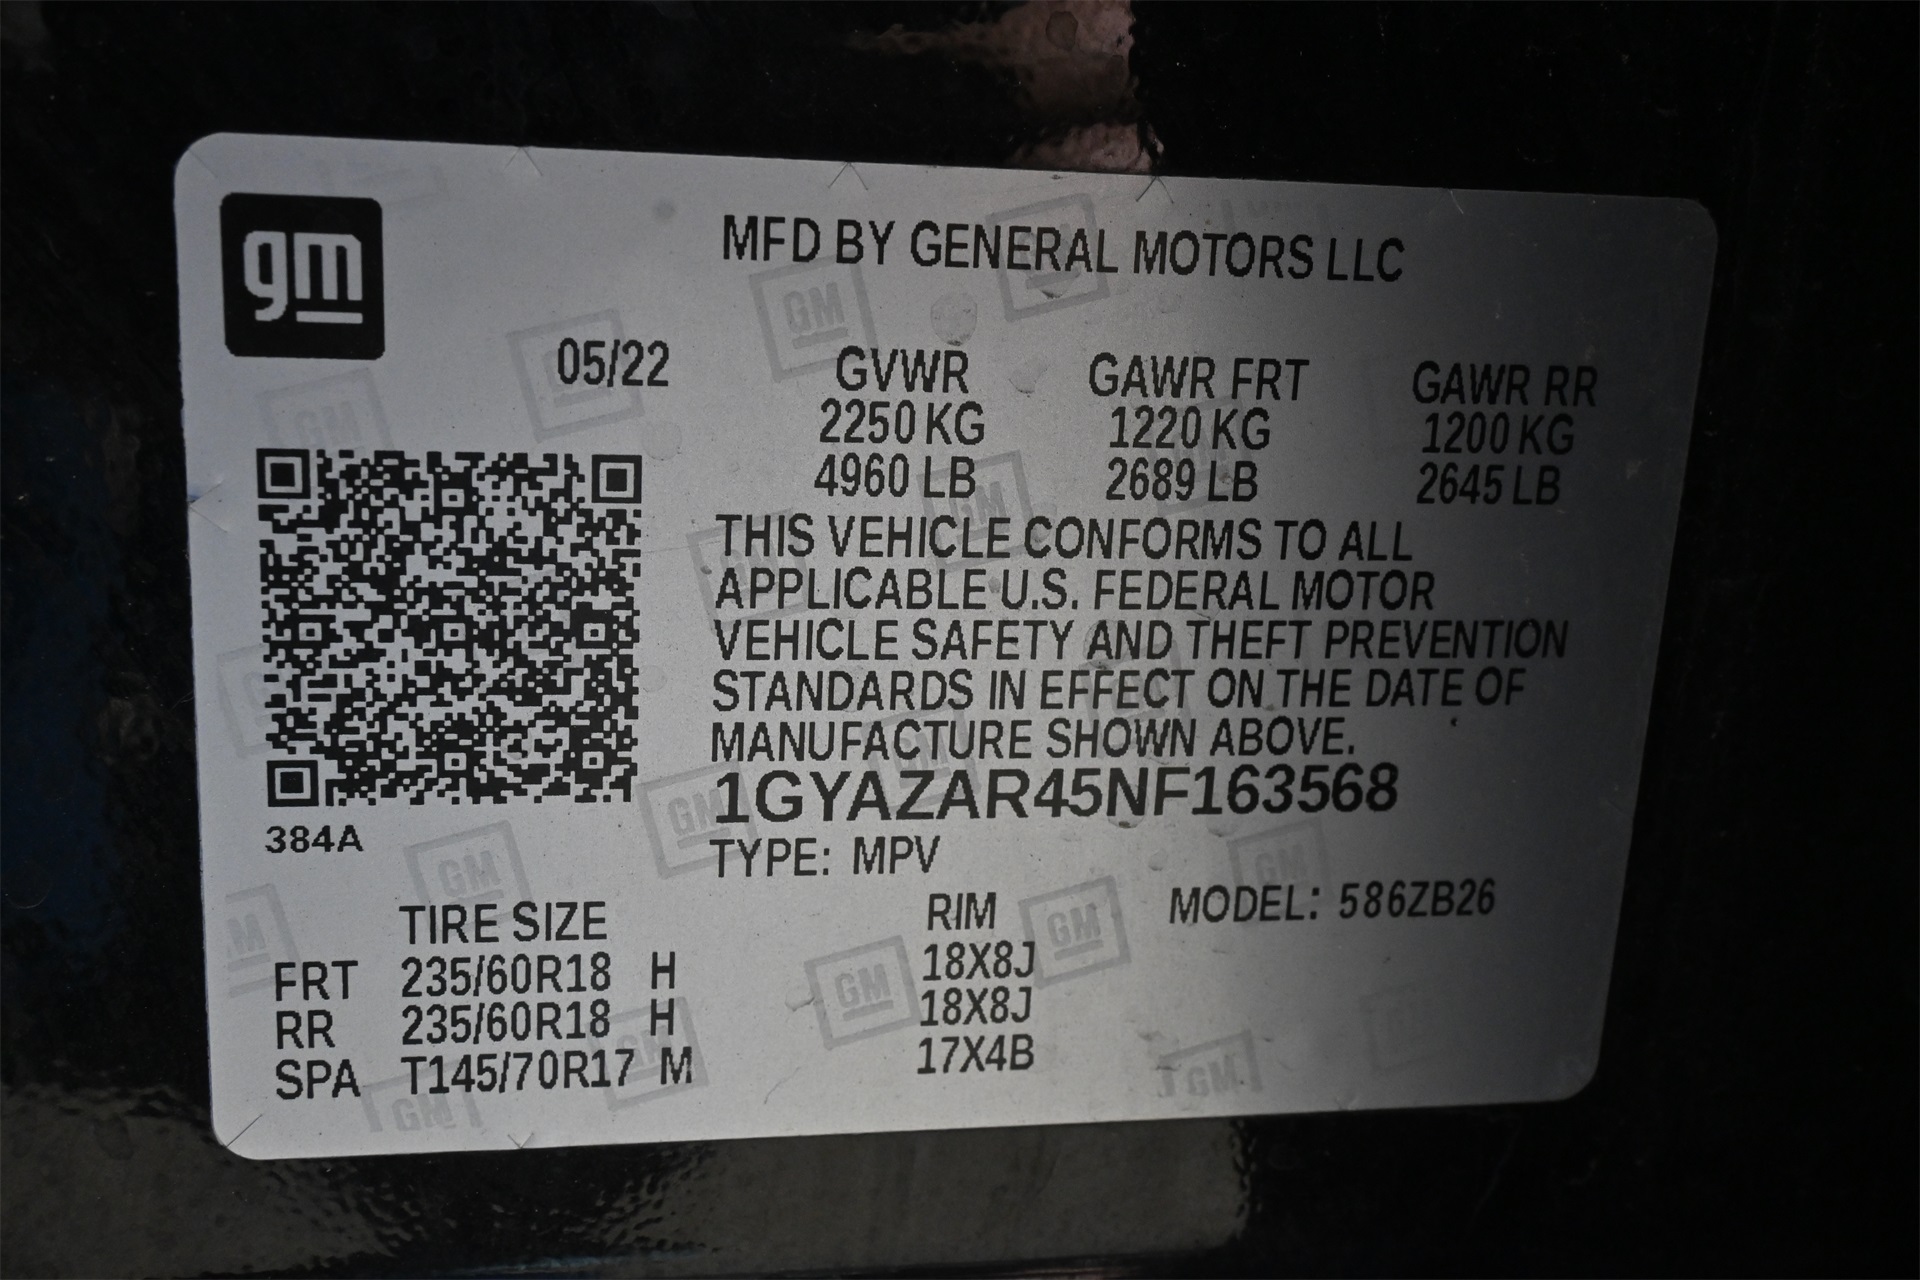 gm
MFD BY GENERAL MOTORS LLC
05/22 GVWR GAWR FRT GAWR RR
2250 KG 1220 KG 1200 KG
4960 LB 2689 LB 2645 LB
THIS VEHICLE CONFORMS TO ALL
APPLICABLE U.S. FEDERAL MOTOR
VEHICLE SAFETY AND THEFT PREVENTION
STANDARDS IN EFFECT ON THE DATE OF
MANUFACTURE SHOWN ABOVE.
1GYAZAR45NF163568
384A
TYPE: MPV
MODEL: 586ZB26
TIRE SIZE RIM
FRT 235/60R18 H 18X8J
RR 235/60R18 H 18X8J
SPA T145/70R17 M 17X4B